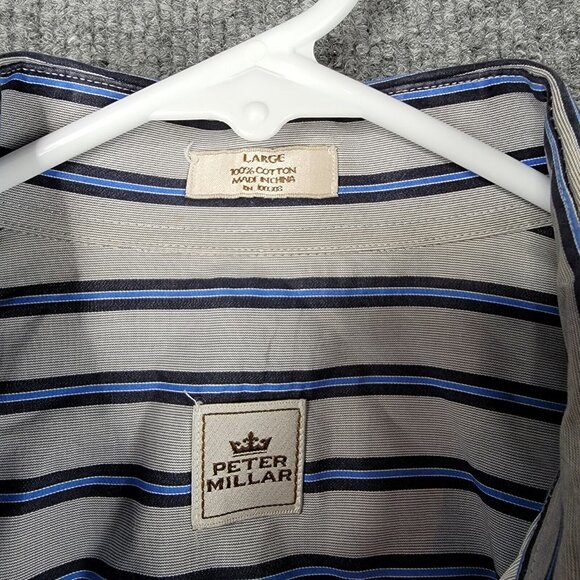 LARGE
100% COTTON
MADE IN CHINA
PETER
MILLAR